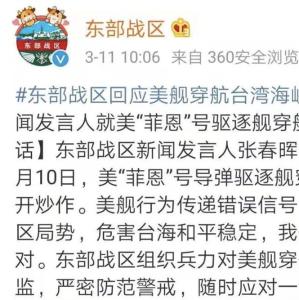 东部战区
东部战区
3-11 10:06 来自 360安全浏览
#东部战区回应美舰穿航台湾海峡
闻发言人就美“菲恩”号驱逐舰穿航
话】东部战区新闻发言人张春晖
月10日，美“菲恩”号导弹驱逐舰
开炒作。美舰行为传递错误信号
区局势，危害台海和平稳定，我
对。东部战区组织兵力对美舰穿
监，严密防范警戒，随时应对一